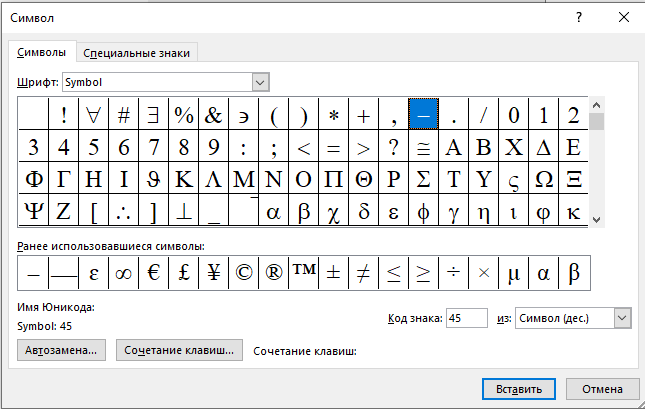 Символ ? ×
Символы Специальные знаки
Шрифт: Symbol
! ∀ # ∃ % & ∍ ( ) ∗ + , − . / 0 1 2
3 4 5 6 7 8 9 : ; < = > ? ≅ Α Β Χ Δ Ε
Φ Γ Η Ι ϑ Κ Λ Μ Ν Ο Π Θ Ρ Σ Τ Υ ς Ω Ξ
Ψ Ζ [ ∴ ] ⊥ _ ‾ α β χ δ ε ϕ γ η ι φ κ
Ранее использовавшиеся символы:
− — ε ∞ € £ ¥ © ® ™ ± ≠ ≤ ≥ ÷ × µ α β
Имя Юникода:
Symbol: 45
Код знака: 45 из: Символ (дес.)
Автозамена... Сочетание клавиш... Сочетание клавиш:
Вставить Отмена